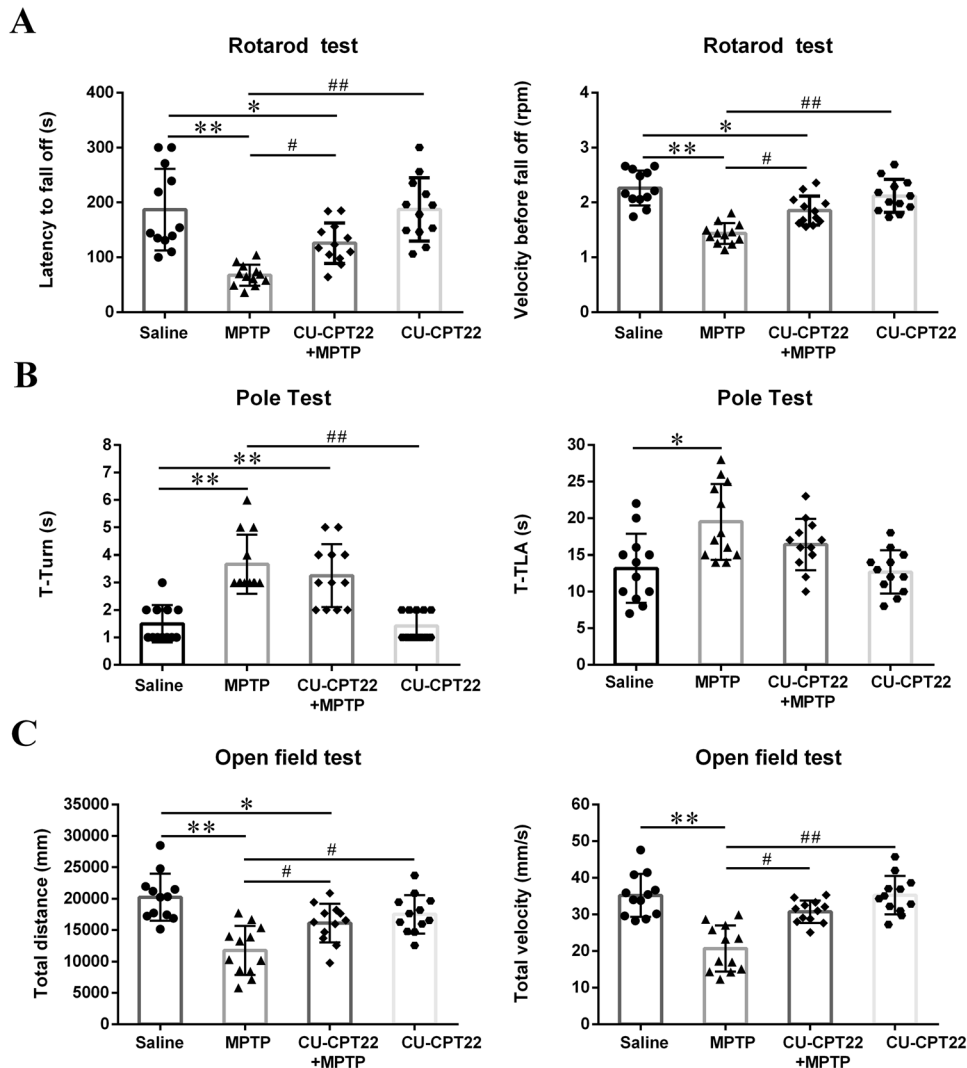 A
Rotarod test
Latency to fall off (s)
400
300
200
100
0
##
*
**
#
Saline
MPTP
CU-CPT22
+MPTP
CU-CPT22
Rotarod test
Velocity before fall off (rpm)
4
3
2
1
0
##
*
**
#
Saline
MPTP
CU-CPT22
+MPTP
CU-CPT22
B
Pole Test
T-Turn (s)
8
7
6
5
4
3
2
1
0
##
**
**
Saline
MPTP
CU-CPT22
+MPTP
CU-CPT22
Pole Test
T-TLA (s)
30
25
20
15
10
5
0
*
Saline
MPTP
CU-CPT22
+MPTP
CU-CPT22
C
Open field test
Total distance (mm)
35000
30000
25000
20000
15000
10000
5000
0
*
**
#
#
Saline
MPTP
CU-CPT22
+MPTP
CU-CPT22
Open field test
Total velocity (mm/s)
60
50
40
30
20
10
0
**
##
#
Saline
MPTP
CU-CPT22
+MPTP
CU-CPT22